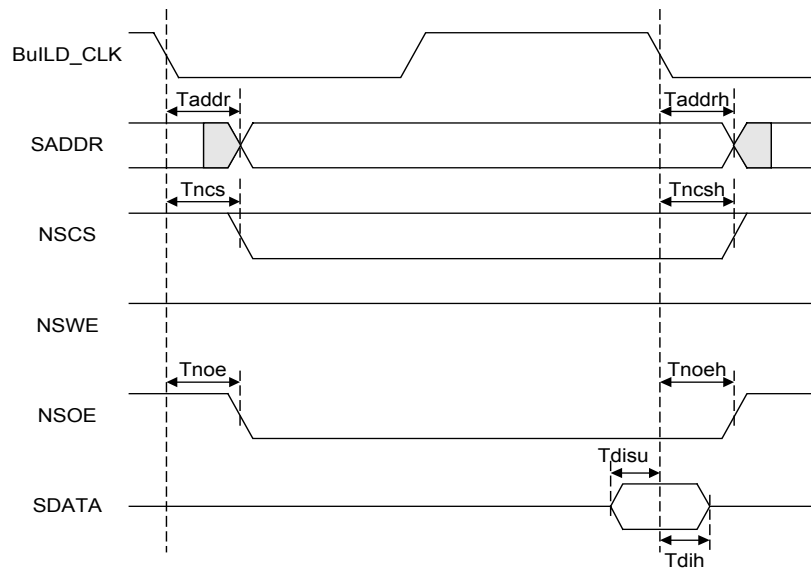 BuILD_CLK
Taddr Taddrh
SADDR
Tncs Tncsh
NSCS
NSWE
Tnoe Tnoeh
NSOE
Tdisu
SDATA
Tdih